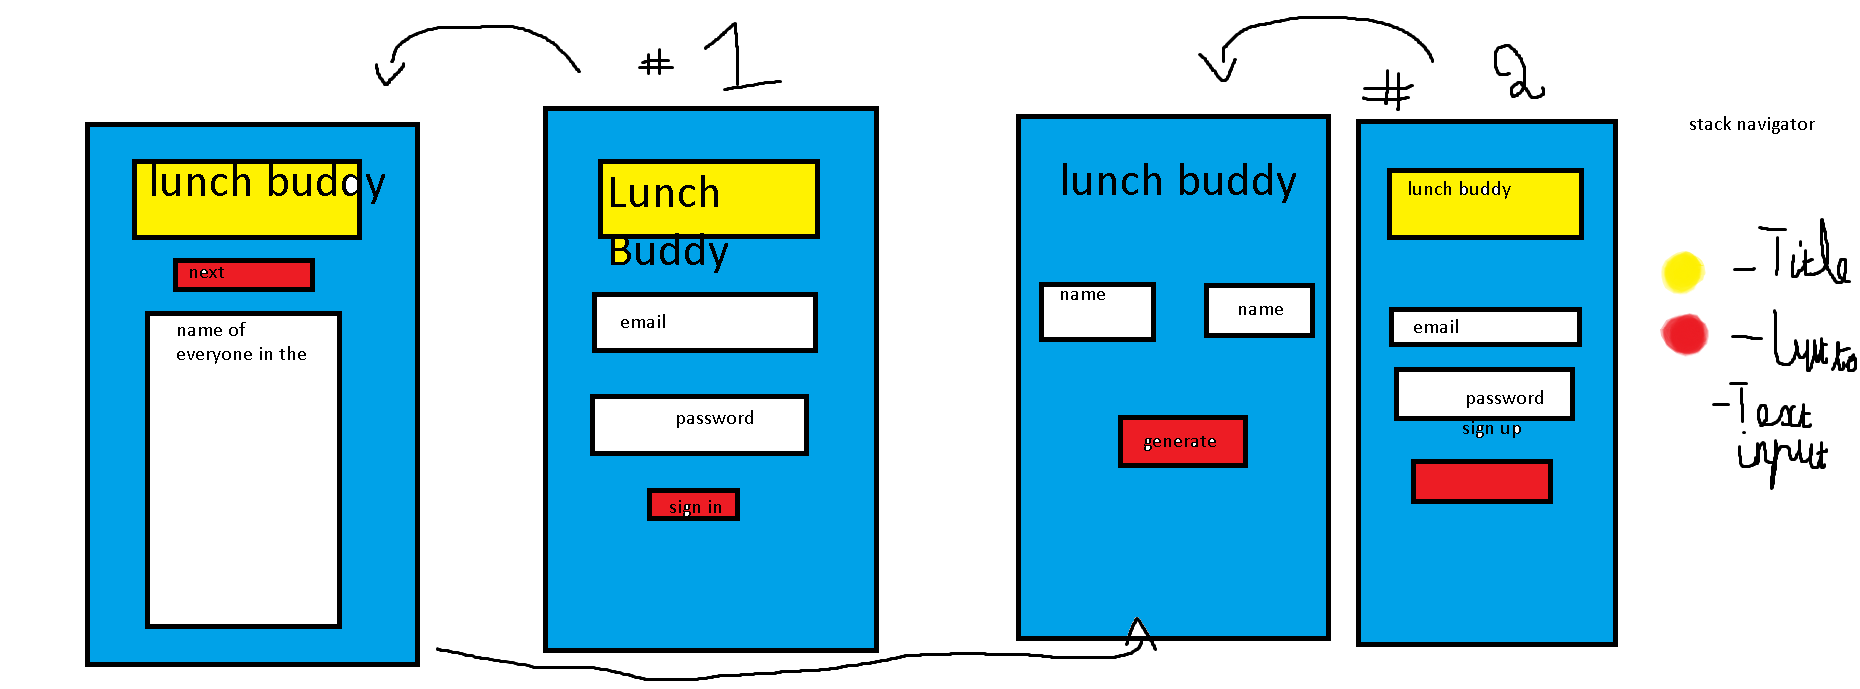 # 1
# 2
stack navigator
lunch buddy
next
name of
everyone in the
Lunch
Buddy
email
password
sign in
lunch buddy
name
name
generate
lunch buddy
email
password
sign up
- Title
-
- Text
input